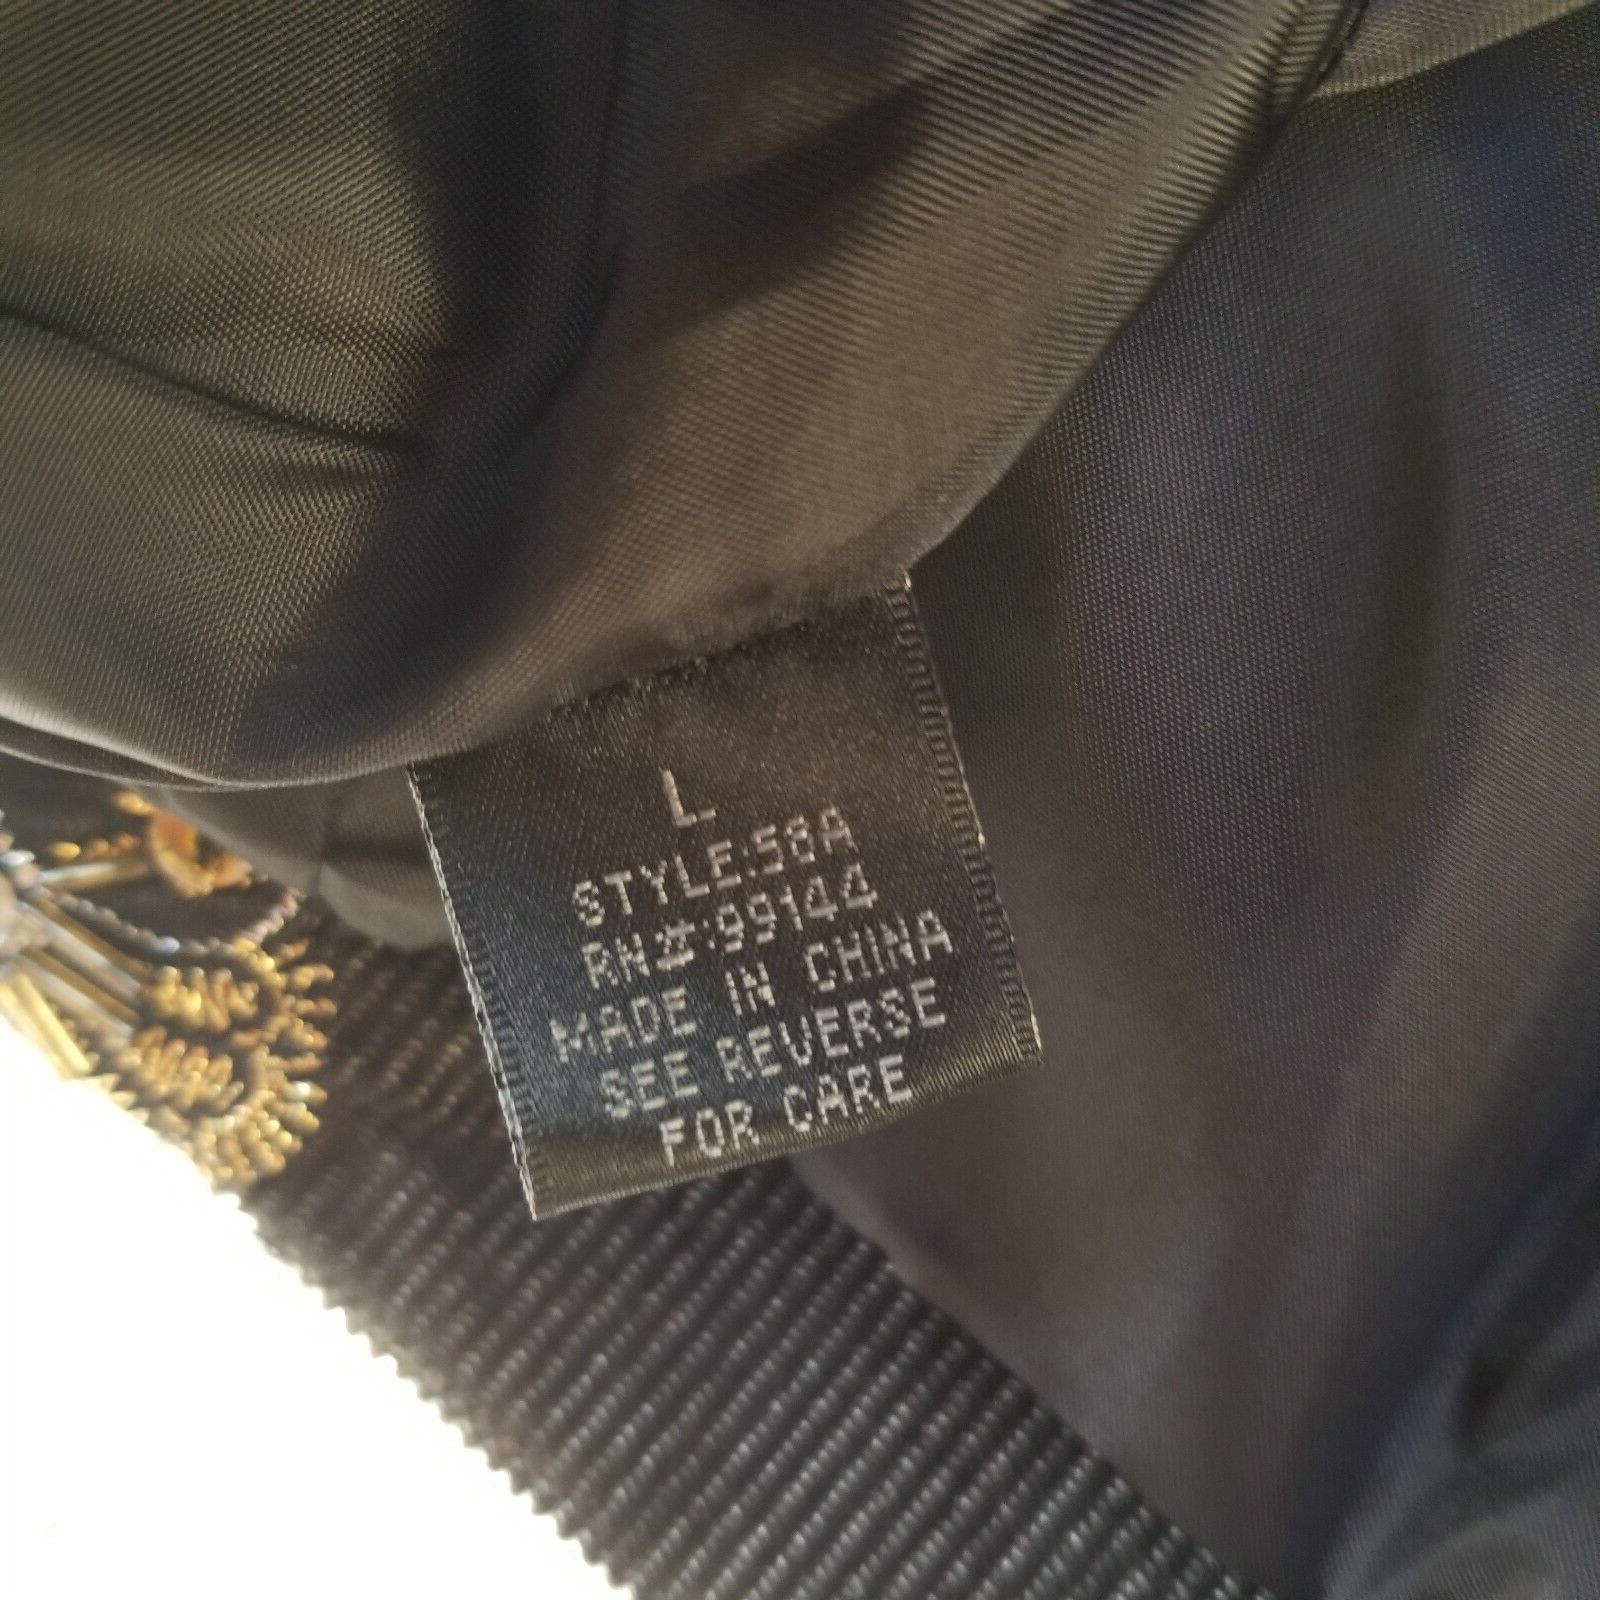 L
STYLE:58A
RN#:99144
MADE IN CHINA
SEE REVERSE
FOR CARE